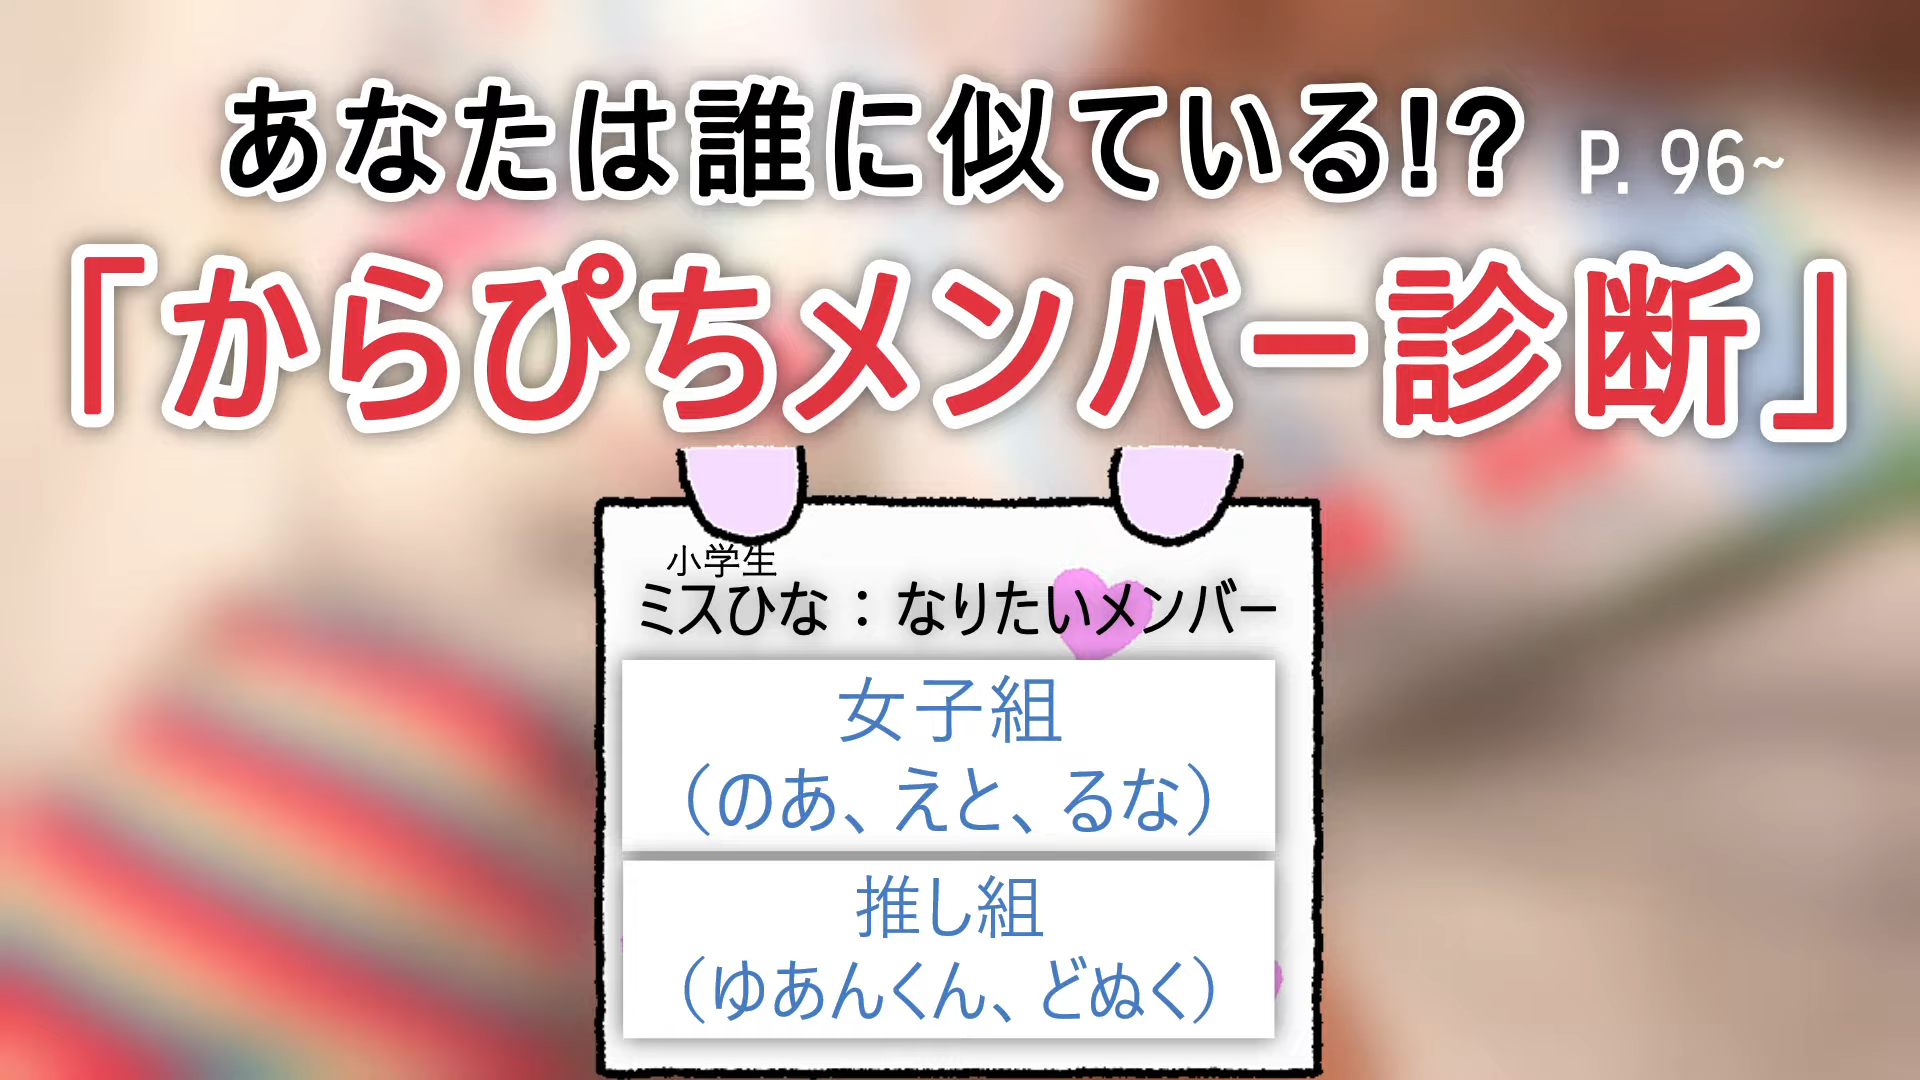 あなたは誰に似ている!? P. 96~
「からぴちメンバー診断」
小学生
ミスひな：なりたいメンバー
女子組
（のあ、えと、るな）
推し組
（ゆあんくん、どぬく）